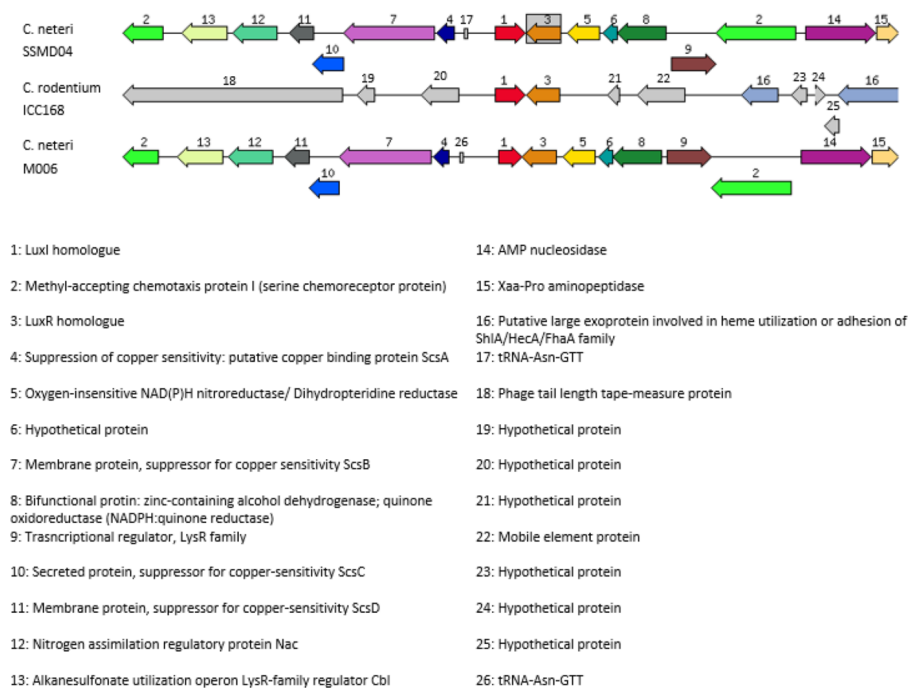 C. neteri
SSMD04
2 13 12 11 10 7 4 17 1 3 5 6 8 9 2 14 15
C. rodentium
ICC168
18 19 20 1 3 21 22 16 23 24 25 16
C. neteri
M006
2 13 12 11 10 7 4 26 1 3 5 6 8 9 2 14 15
1: LuxI homologue
2: Methyl-accepting chemotaxis protein I (serine chemoreceptor protein)
3: LuxR homologue
4: Suppression of copper sensitivity: putative copper binding protein ScsA
5: Oxygen-insensitive NAD(P)H nitroreductase/ Dihydropteridine reductase
6: Hypothetical protein
7: Membrane protein, suppressor for copper sensitivity ScsB
8: Bifunctional protin: zinc-containing alcohol dehydrogenase; quinone
oxidoreductase (NADPH:quinone reductase)
9: Trasncriptional regulator, LysR family
10: Secreted protein, suppressor for copper-sensitivity ScsC
11: Membrane protein, suppressor for copper-sensitivity ScsD
12: Nitrogen assimilation regulatory protein Nac
13: Alkanesulfonate utilization operon LysR-family regulator Cbl
14: AMP nucleosidase
15: Xaa-Pro aminopeptidase
16: Putative large exoprotein involved in heme utilization or adhesion of
ShlA/HecA/FhaA family
17: tRNA-Asn-GTT
18: Phage tail length tape-measure protein
19: Hypothetical protein
20: Hypothetical protein
21: Hypothetical protein
22: Mobile element protein
23: Hypothetical protein
24: Hypothetical protein
25: Hypothetical protein
26: tRNA-Asn-GTT